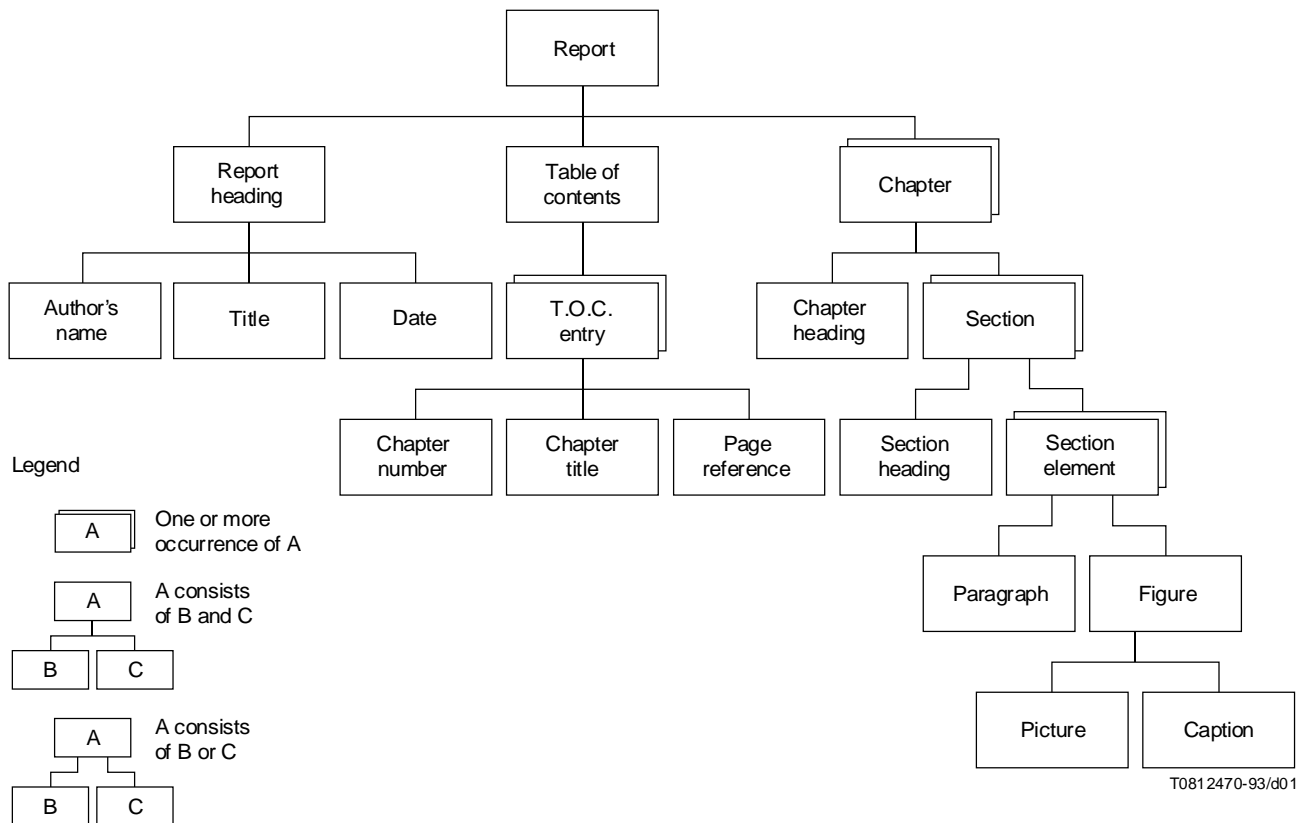 Report
Report
heading
Table of
contents
Chapter
Author's
name
Title
Date
T.O.C.
entry
Chapter
heading
Section
Chapter
number
Chapter
title
Page
reference
Section
heading
Section
element
Paragraph
Figure
Picture
Caption
Legend
A
One or more
occurrence of A
A
A consists
of B and C
B
C
A
A consists
of B or C
B
C
T0812470-93/d01